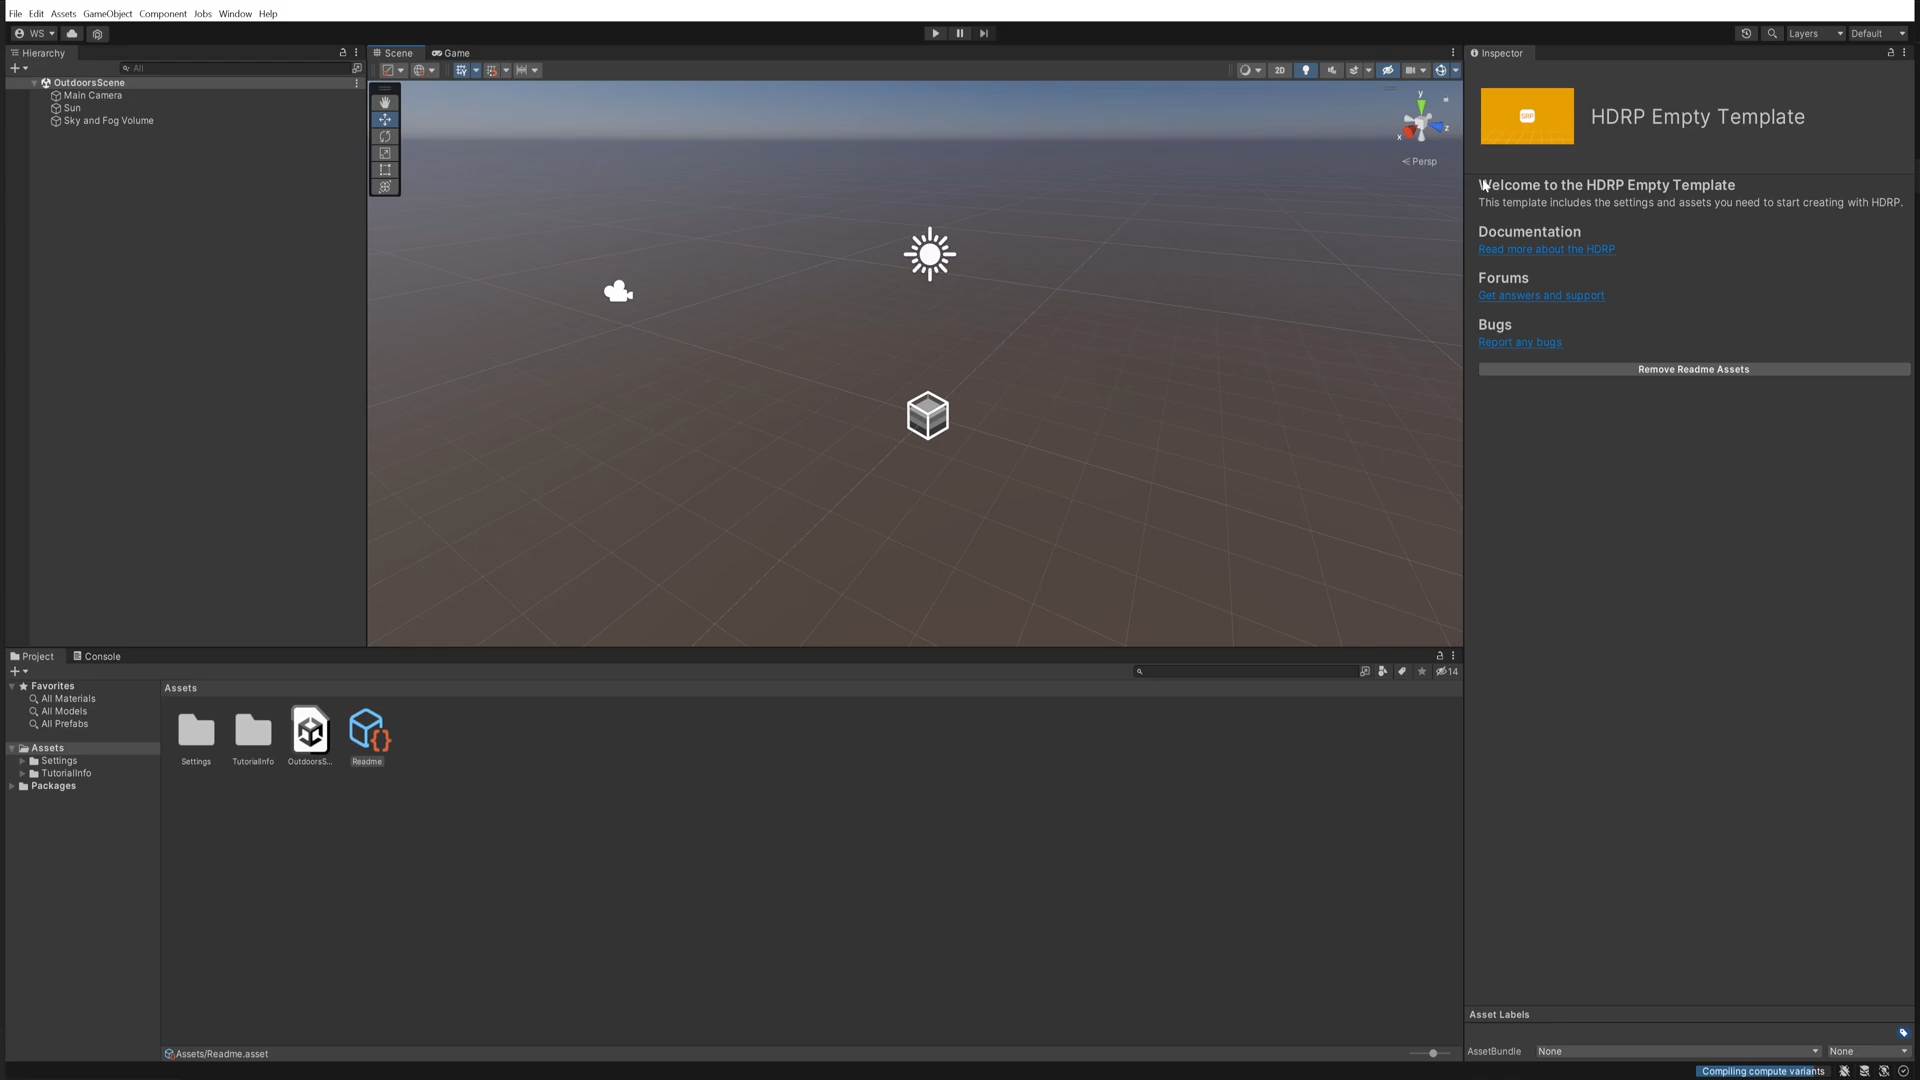 File Edit Assets GameObject Component Jobs Window Help
WS
Layers
Default
Hierarchy
All
OutdoorsScene
Main Camera
Sun
Sky and Fog Volume
Scene
Game
2D
y
x
z
Persp
Inspector
SRP
HDRP Empty Template
Welcome to the HDRP Empty Template
This template includes the settings and assets you need to start creating with HDRP.
Documentation
Read more about the HDRP
Forums
Get answers and support
Bugs
Report any bugs
Remove Readme Assets
Project
Console
14
Favorites
All Materials
All Models
All Prefabs
Assets
Settings
TutorialInfo
Packages
Assets
Settings
TutorialInfo
OutdoorsS...
Readme
Assets/Readme.asset
Asset Labels
AssetBundle None None
Compiling compute variants